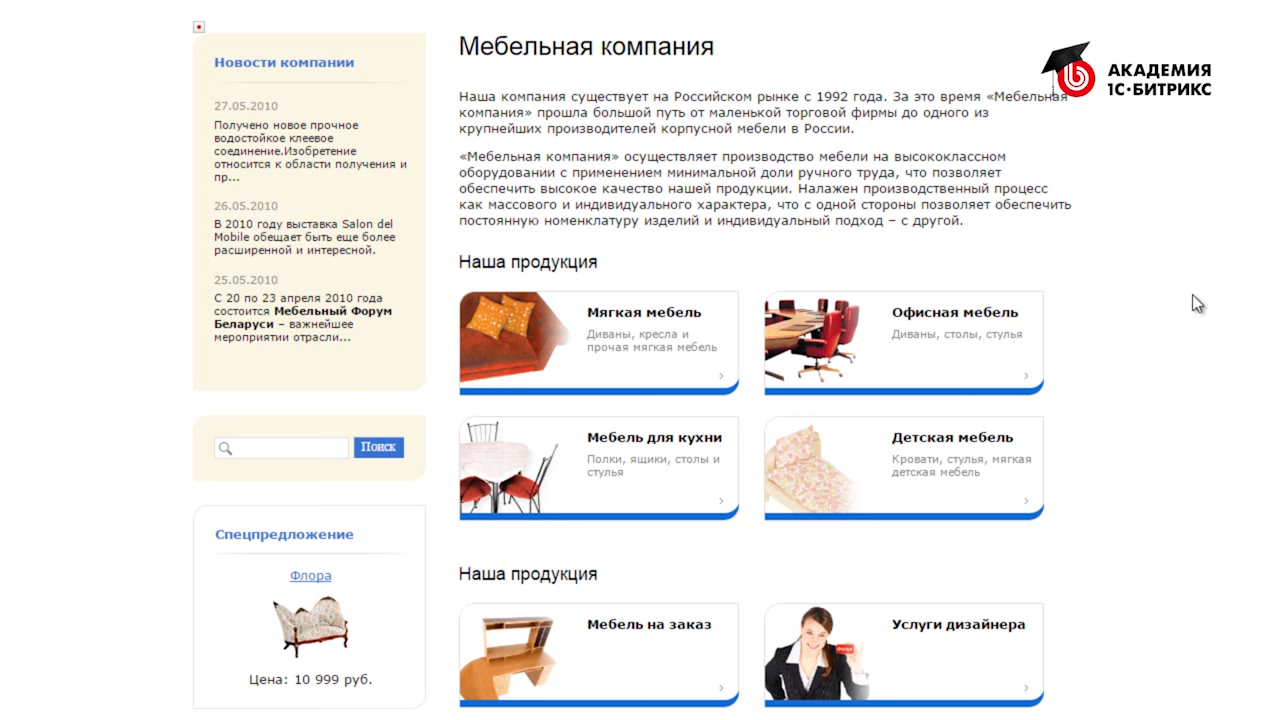 Новости компании
27.05.2010
Получено новое прочное
водостойкое клеевое
соединение.Изобретение
относится к области получения и
пр...
26.05.2010
В 2010 году выставка Salon del
Mobile обещает быть еще более
расширенной и интересной.
25.05.2010
С 20 по 23 апреля 2010 года
состоится Мебельный Форум
Беларуси – важнейшее
мероприятии отрасли...
Поиск
Спецпредложение
Флора
Цена: 10 999 руб.
Мебельная компания
Наша компания существует на Российском рынке с 1992 года. За это время «Мебельная
компания» прошла большой путь от маленькой торговой фирмы до одного из
крупнейших производителей корпусной мебели в России.
«Мебельная компания» осуществляет производство мебели на высококлассном
оборудовании с применением минимальной доли ручного труда, что позволяет
обеспечить высокое качество нашей продукции. Налажен производственный процесс
как массового и индивидуального характера, что с одной стороны позволяет обеспечить
постоянную номенклатуру изделий и индивидуальный подход – с другой.
Наша продукция
Мягкая мебель
Диваны, кресла и
прочая мягкая мебель
Офисная мебель
Диваны, столы, стулья
Мебель для кухни
Полки, ящики, столы и
стулья
Детская мебель
Кровати, стулья, мягкая
детская мебель
Наша продукция
Мебель на заказ
Услуги дизайнера
АКАДЕМИЯ
1С·БИТРИКС